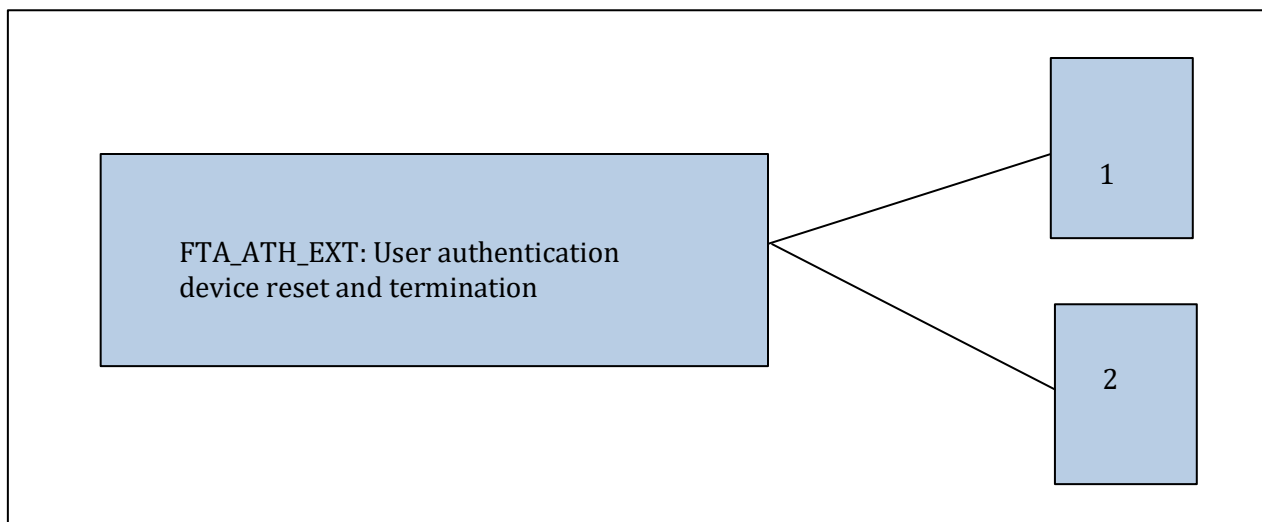 1
FTA_ATH_EXT: User authentication
device reset and termination
2